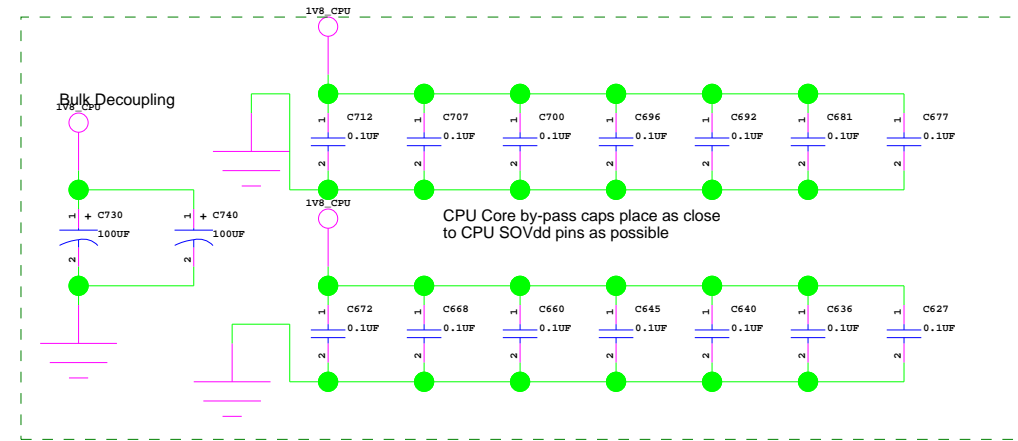 1V8_CPU
Bulk Decoupling
1V8_CPU
1 C712 1 C707 1 C700 1 C696 1 C692 1 C681 1 C677
0.1UF 0.1UF 0.1UF 0.1UF 0.1UF 0.1UF 0.1UF
2 2 2 2 2 2 2
1V8_CPU
1 + C730 1 + C740
100UF 100UF
2 2
CPU Core by-pass caps place as close
to CPU SOVdd pins as possible
1 C672 1 C668 1 C660 1 C645 1 C640 1 C636 1 C627
0.1UF 0.1UF 0.1UF 0.1UF 0.1UF 0.1UF 0.1UF
2 2 2 2 2 2 2